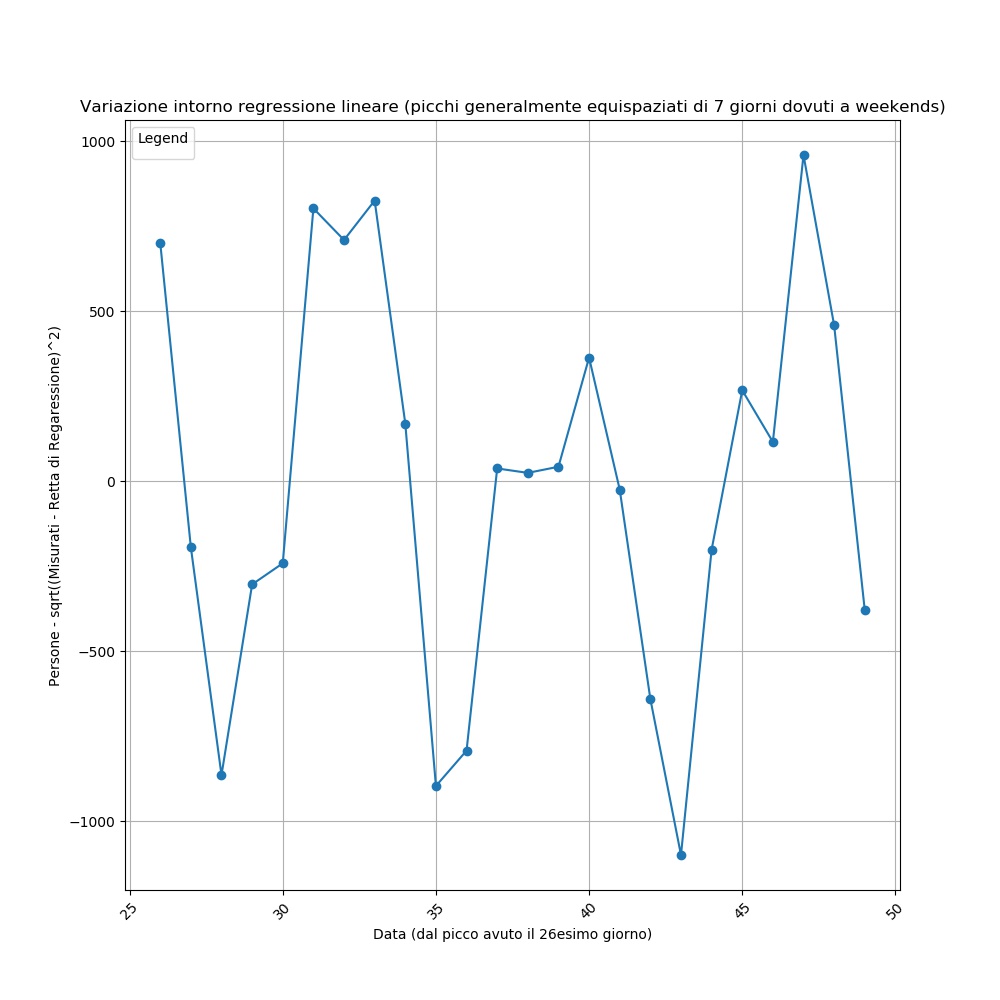 Variazione intorno regressione lineare (picchi generalmente equispaziati di 7 giorni dovuti a weekends)
Legend
1000
500
0
−500
−1000
Persone - sqrt((Misurati - Retta di Regaressione)^2)
25
30
35
40
45
50
Data (dal picco avuto il 26esimo giorno)